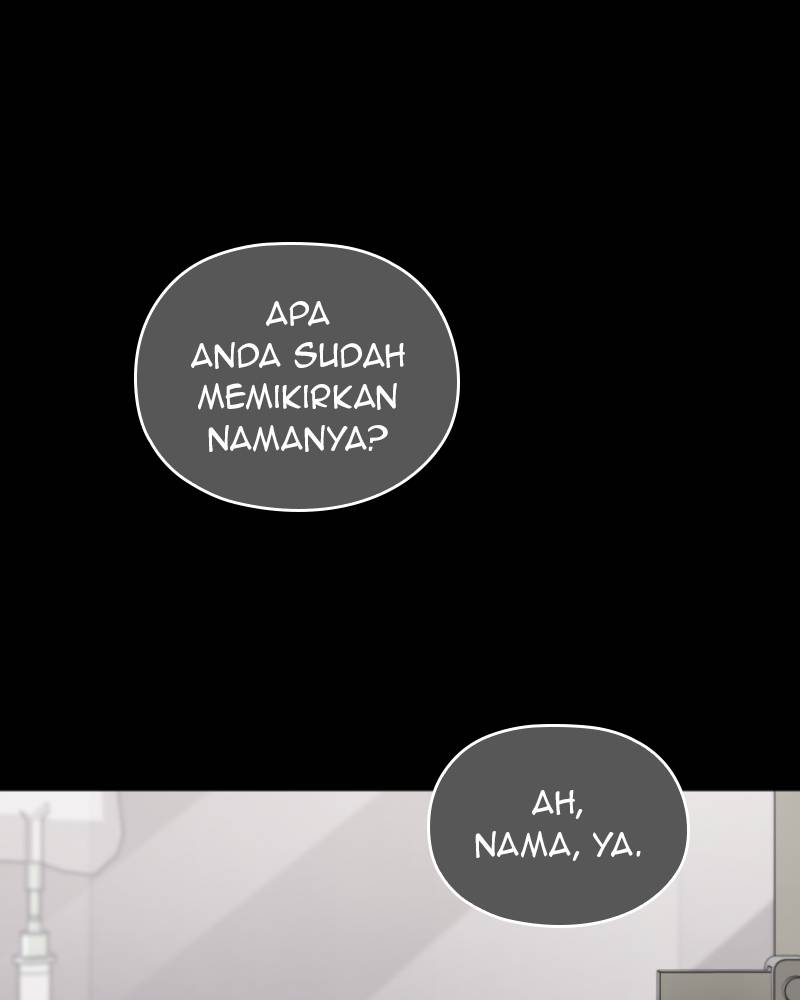 APA
ANDA SUDAH
MEMIKIRKAN
NAMANYA?
AH,
NAMA, YA.